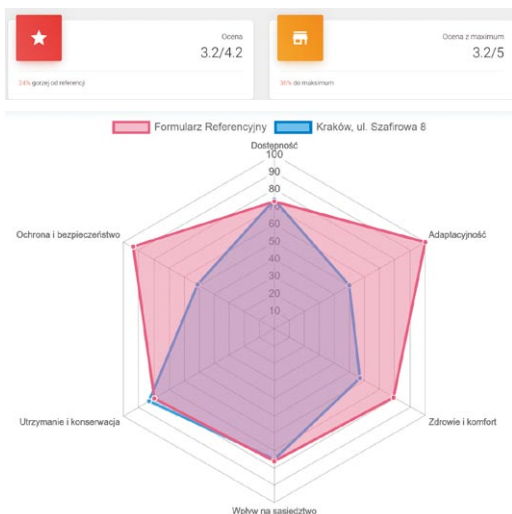 Ocena
3.2/4.2
24% gorzej od referencji
Ocena z maximum
3.2/5
36% do maksimum
Formularz Referencyjny
Kraków, ul. Szafirowa 8
Dostępność
100
90
80
70
60
50
40
30
20
10
Ochrona i bezpieczeństwo
Adaptacyjność
Utrzymanie i konserwacja
Zdrowie i komfort
Wpływ na sąsiedztwo